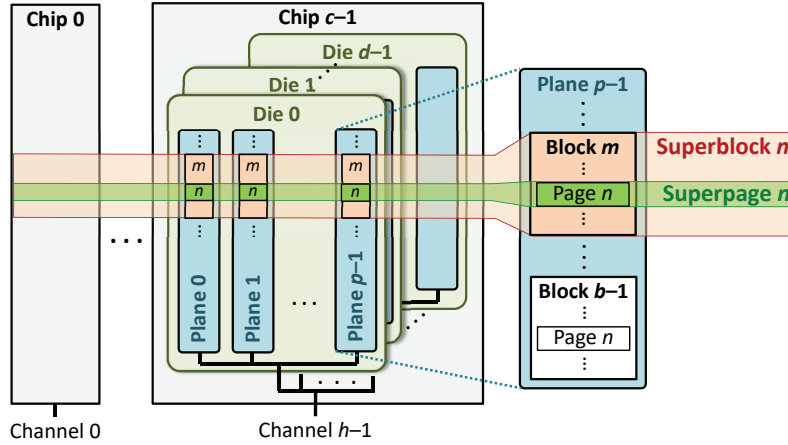 Chip 0
Chip c–1
Die d–1
Die 1
Die 0
Plane p–1
m
m
m
n
n
n
Block m
Page n
Superblock n
Superpage n
Plane 0
Plane 1
Plane p–1
Block b–1
Page n
Channel 0
Channel h–1